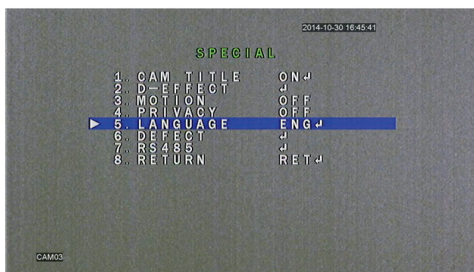 2014-10-30 16:45:41
SPECIAL
1. CAM TITLE ON↲
2. D-EFFECT ↲
3. MOTION OFF
4. PRIVACY OFF
5. LANGUAGE ENG↲
6. DEFECT ↲
7. RS485 ↲
8. RETURN RET↲
CAM03